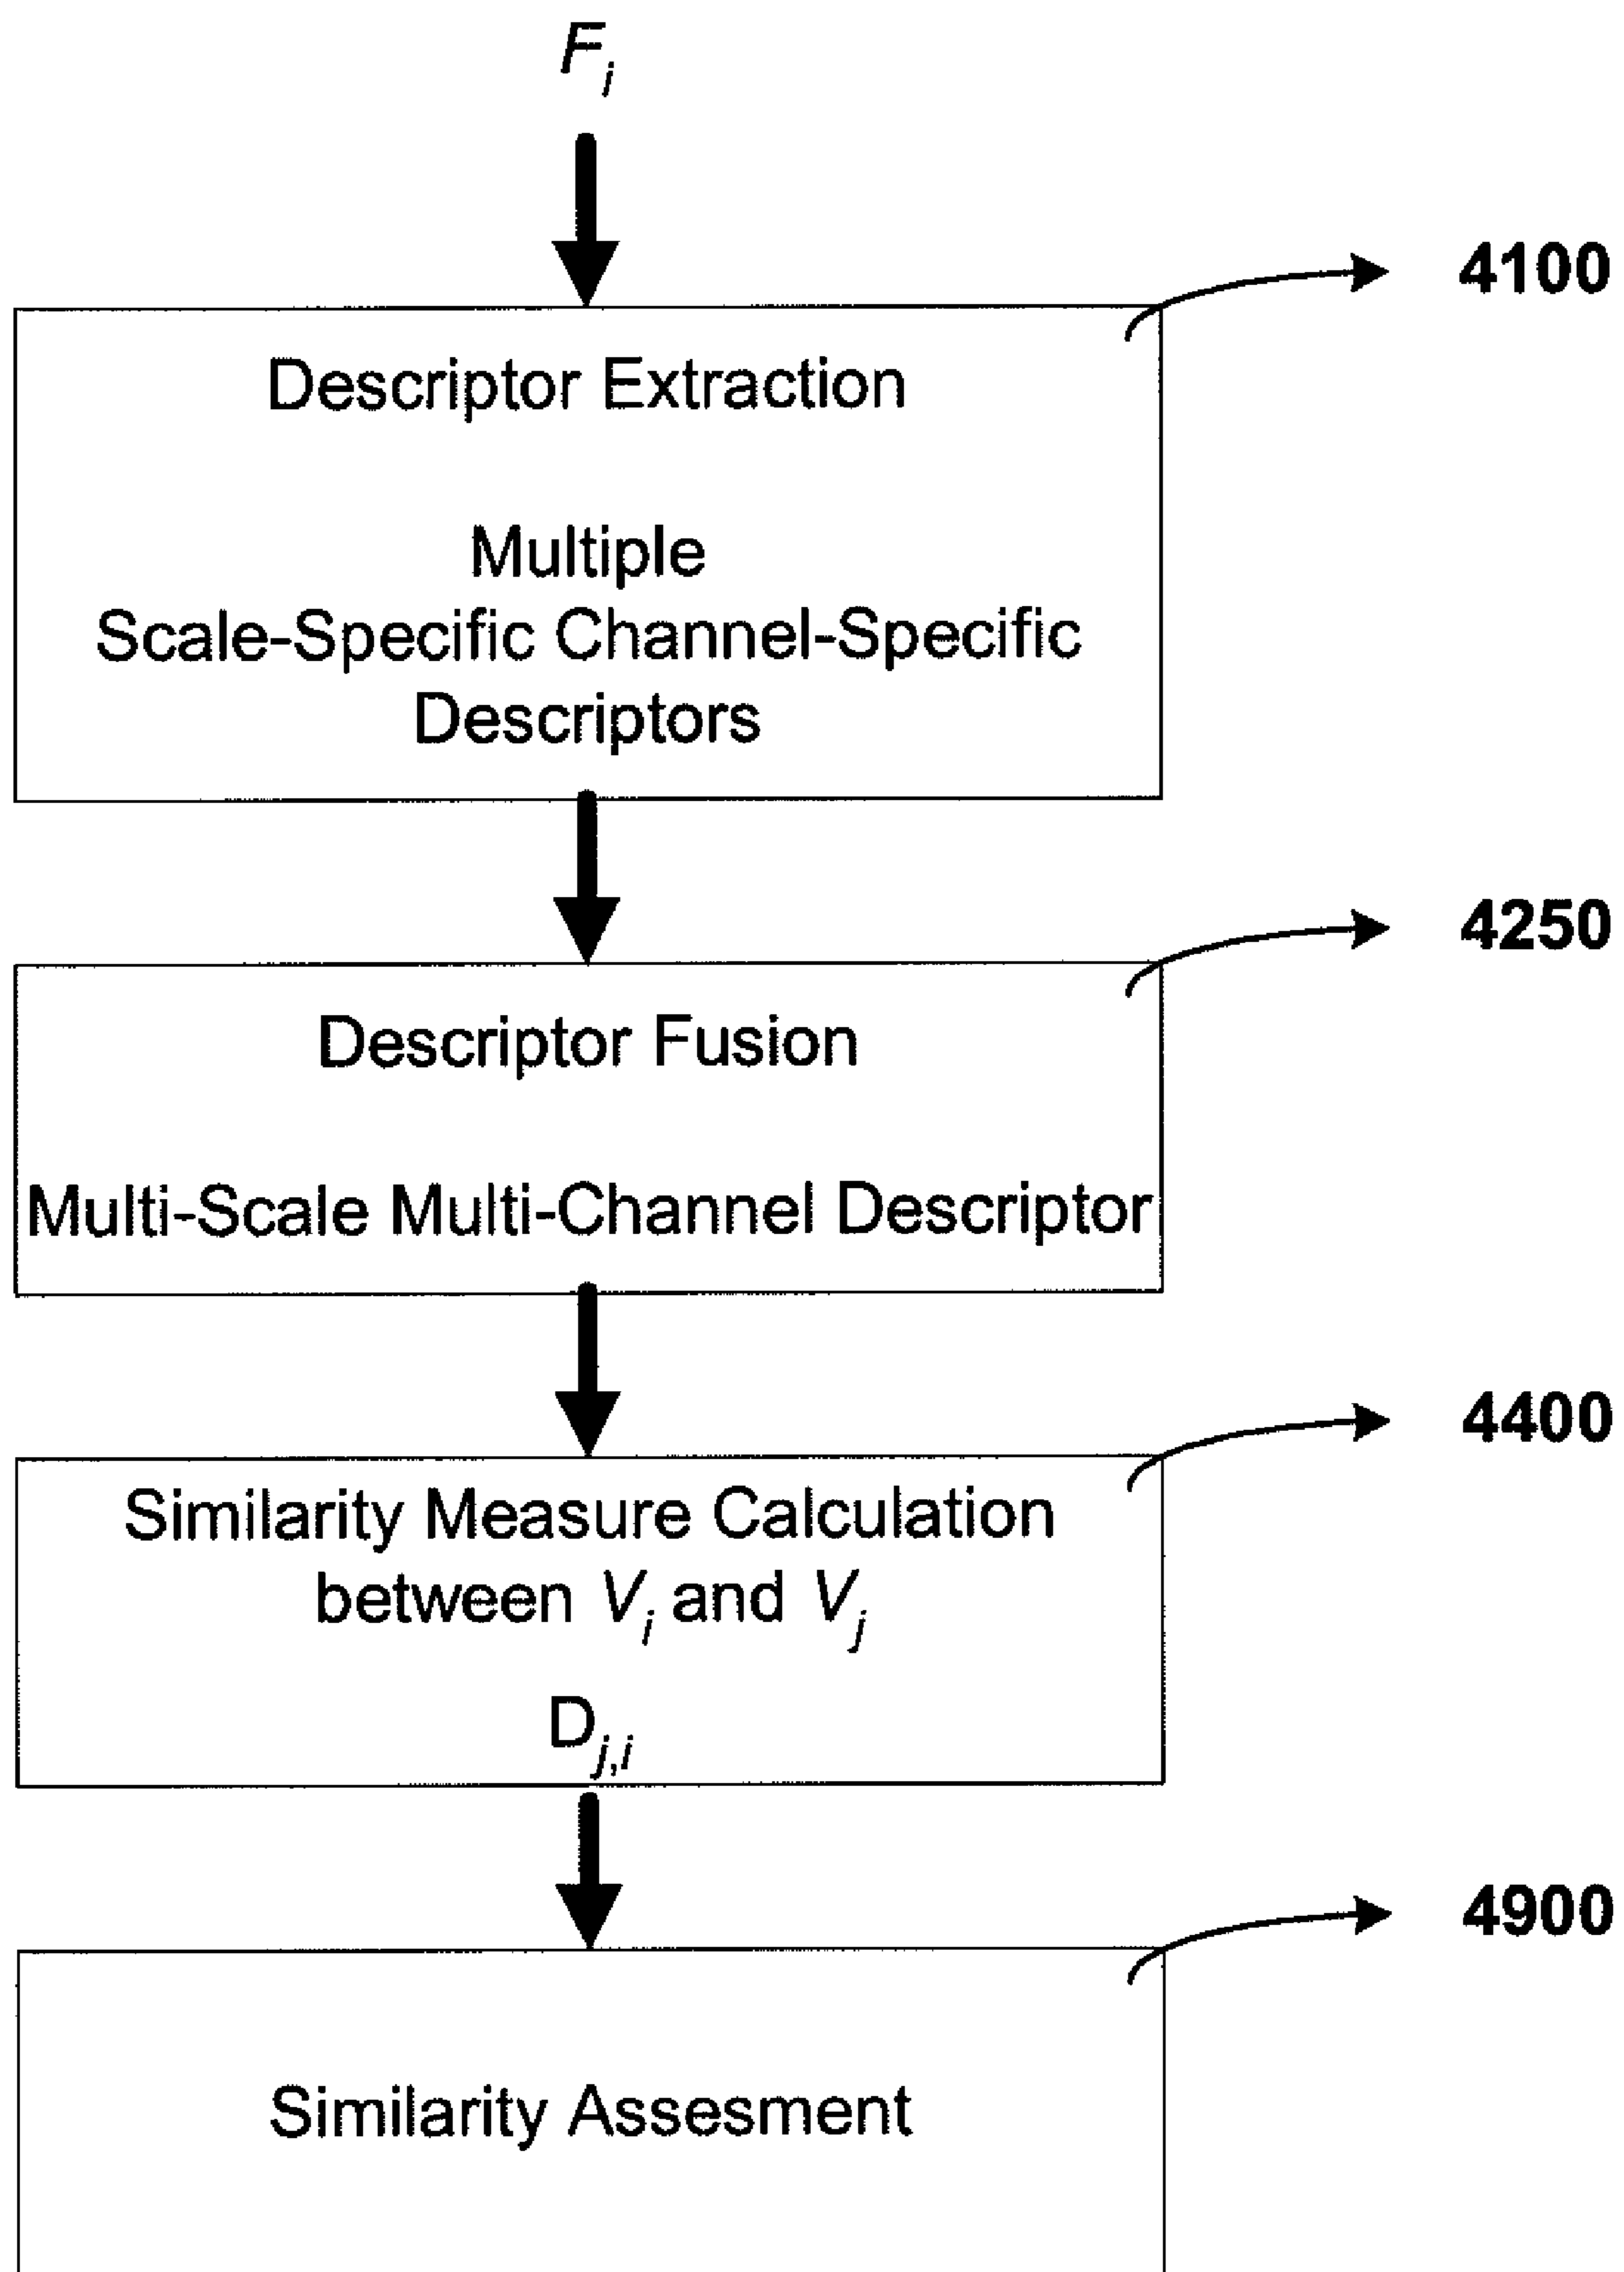 F_i
4100
Descriptor Extraction
Multiple
Scale-Specific Channel-Specific
Descriptors
4250
Descriptor Fusion
Multi-Scale Multi-Channel Descriptor
4400
Similarity Measure Calculation
between V_i and V_j
D_j,i
4900
Similarity Assesment